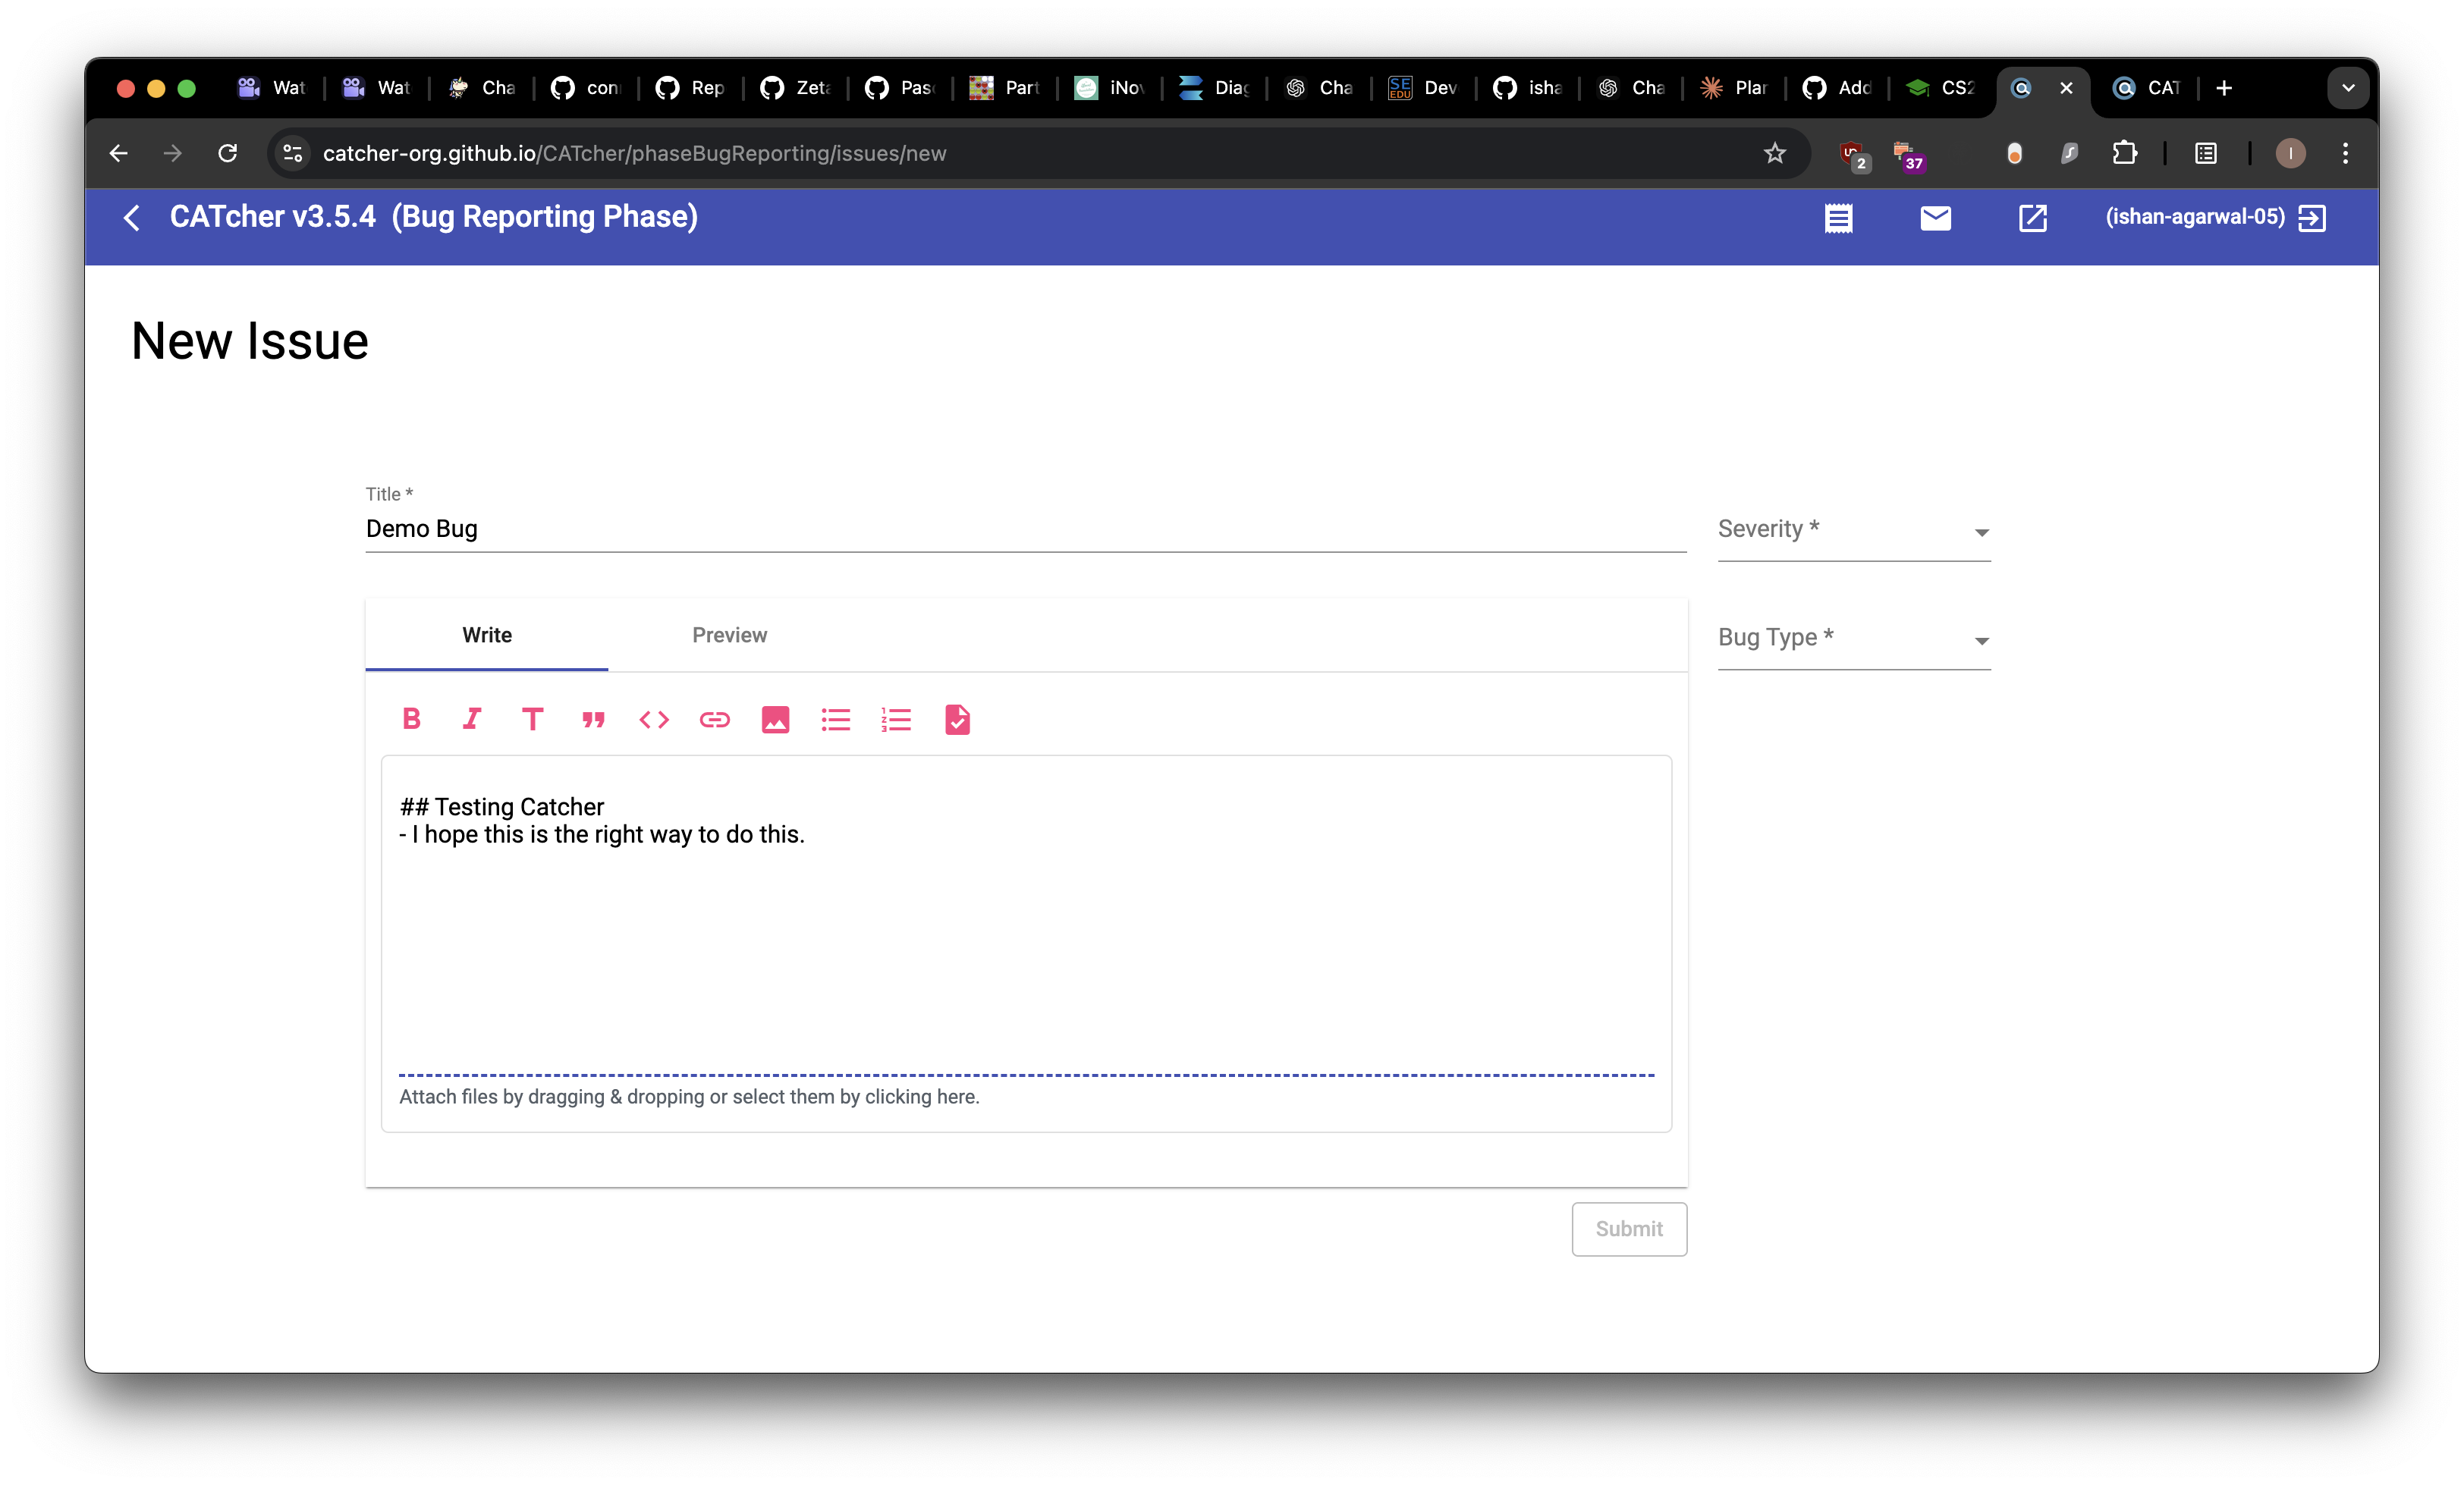 Wat Wat Cha con Rep Zeta Pas Part iNov Diag Cha SE EDU Dev isha Cha Plan Add CS2 CAT
catcher-org.github.io/CATcher/phaseBugReporting/issues/new 2 37 I
CATcher v3.5.4 (Bug Reporting Phase) (ishan-agarwal-05)
New Issue
Title *
Demo Bug
Severity *
Write Preview
Bug Type *
## Testing Catcher
- I hope this is the right way to do this.
Attach files by dragging & dropping or select them by clicking here.
Submit